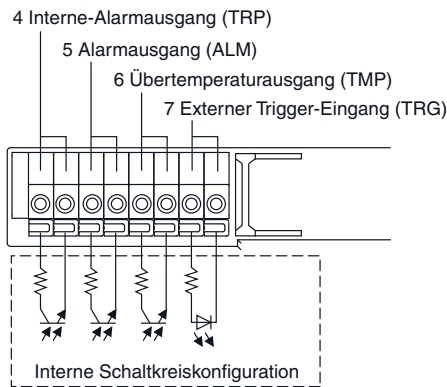 4 Interne-Alarmausgang (TRP)
5 Alarmausgang (ALM)
6 Übertemperaturausgang (TMP)
7 Externer Trigger-Eingang (TRG)
Interne Schaltkreiskonfiguration